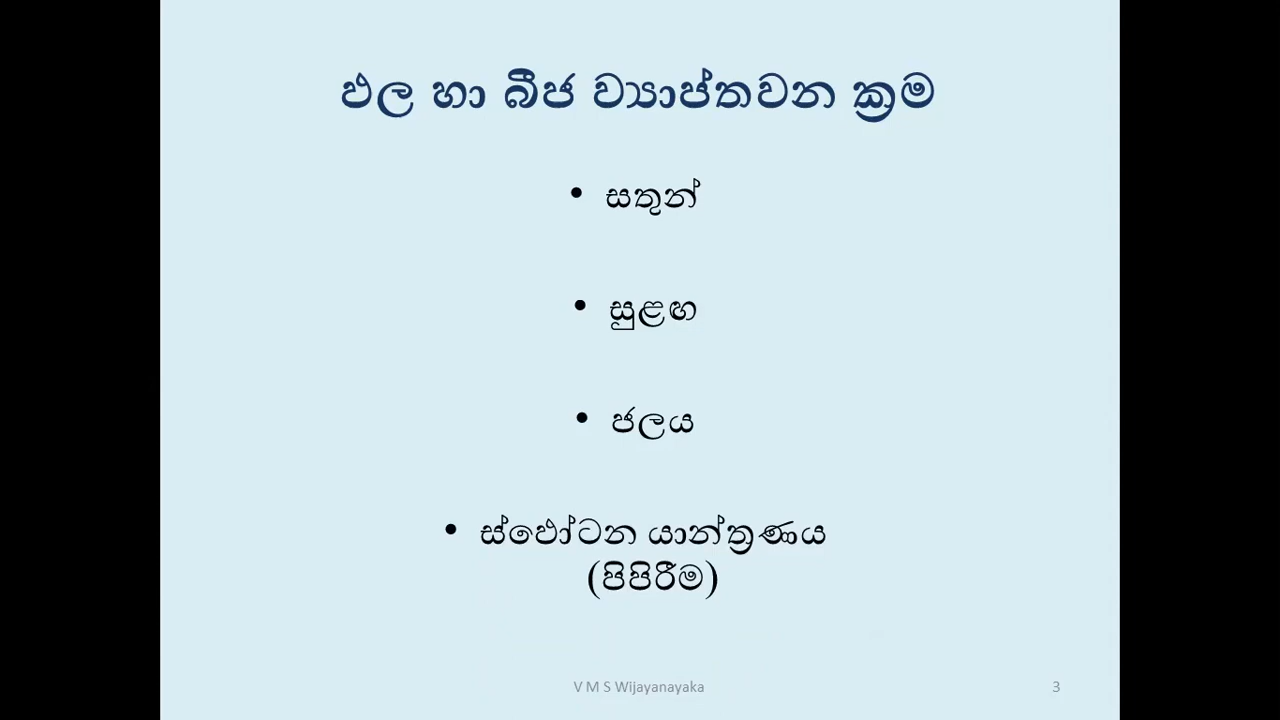 ඵල හා බීජ ව්‍යාප්තවන ක්‍රම
• සතුන්
• සුළඟ
• ජලය
• ස්ඵෝටන යාන්ත්‍රණය
(පිපිරීම)
V M S Wijayanayaka
3